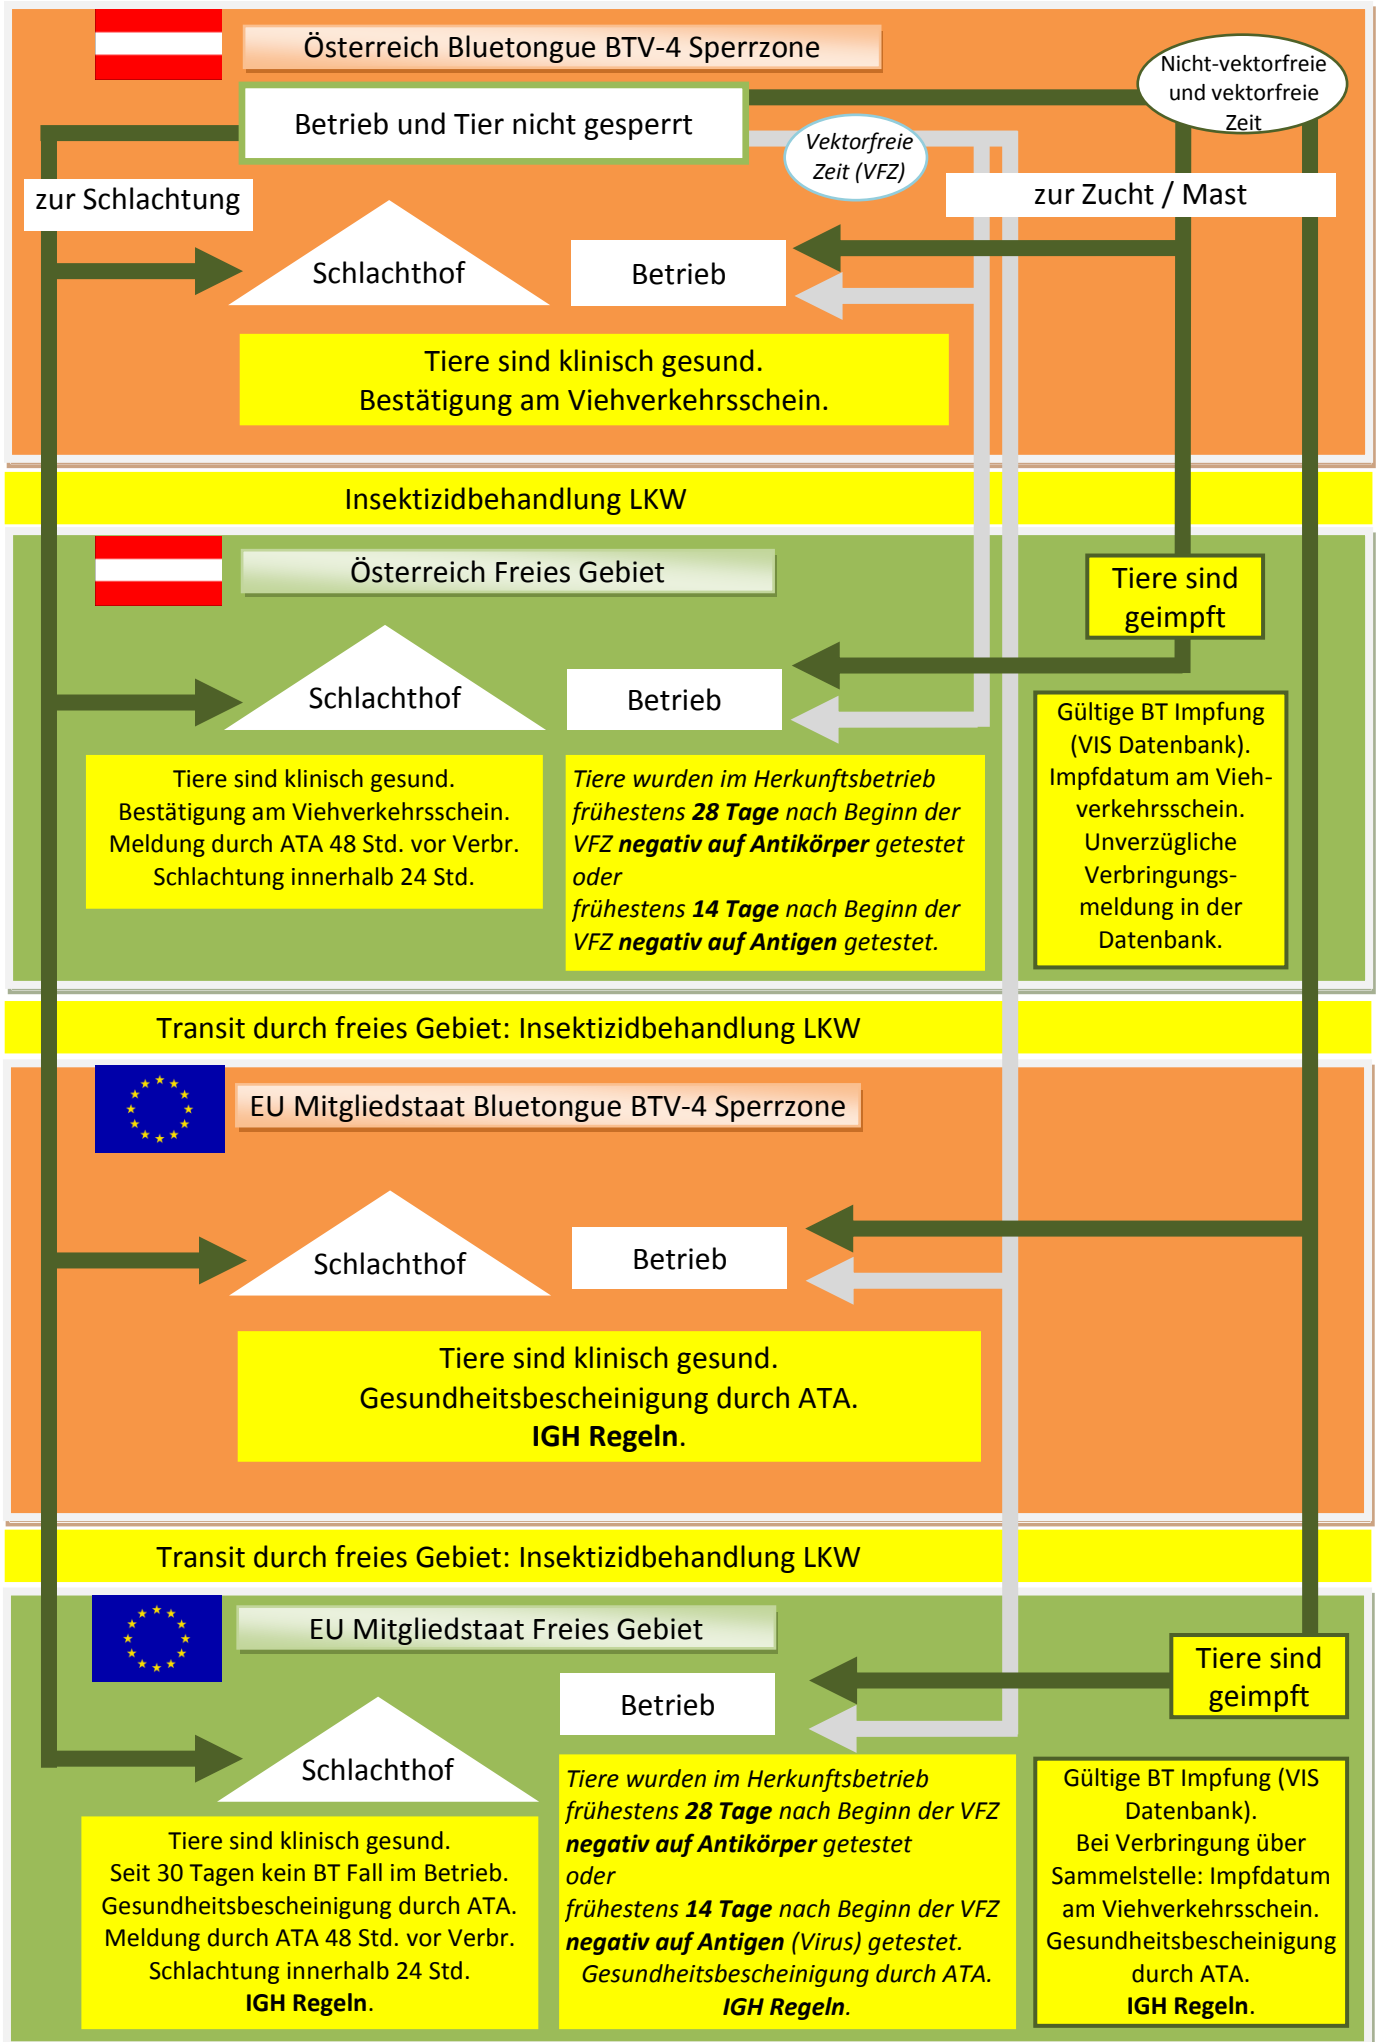 Österreich Bluetongue BTV-4 Sperrzone
Nicht-vektorfreie
und vektorfreie
Zeit
Betrieb und Tier nicht gesperrt
Vektorfreie
Zeit (VFZ)
zur Schlachtung
zur Zucht / Mast
Schlachthof
Betrieb
Tiere sind klinisch gesund.
Bestätigung am Viehverkehrsschein.
Insektizidbehandlung LKW
Österreich Freies Gebiet
Tiere sind
geimpft
Schlachthof
Betrieb
Tiere sind klinisch gesund.
Bestätigung am Viehverkehrsschein.
Meldung durch ATA 48 Std. vor Verbr.
Schlachtung innerhalb 24 Std.
Tiere wurden im Herkunftsbetrieb
frühestens 28 Tage nach Beginn der
VFZ negativ auf Antikörper getestet
oder
frühestens 14 Tage nach Beginn der
VFZ negativ auf Antigen getestet.
Gültige BT Impfung
(VIS Datenbank).
Impfdatum am Vieh-
verkehrsschein.
Unverzügliche
Verbringungs-
meldung in der
Datenbank.
Transit durch freies Gebiet: Insektizidbehandlung LKW
EU Mitgliedstaat Bluetongue BTV-4 Sperrzone
Schlachthof
Betrieb
Tiere sind klinisch gesund.
Gesundheitsbescheinigung durch ATA.
IGH Regeln.
Transit durch freies Gebiet: Insektizidbehandlung LKW
EU Mitgliedstaat Freies Gebiet
Tiere sind
geimpft
Betrieb
Schlachthof
Tiere sind klinisch gesund.
Seit 30 Tagen kein BT Fall im Betrieb.
Gesundheitsbescheinigung durch ATA.
Meldung durch ATA 48 Std. vor Verbr.
Schlachtung innerhalb 24 Std.
IGH Regeln.
Tiere wurden im Herkunftsbetrieb
frühestens 28 Tage nach Beginn der VFZ
negativ auf Antikörper getestet
oder
frühestens 14 Tage nach Beginn der VFZ
negativ auf Antigen (Virus) getestet.
Gesundheitsbescheinigung durch ATA.
IGH Regeln.
Gültige BT Impfung (VIS
Datenbank).
Bei Verbringung über
Sammelstelle: Impfdatum
am Viehverkehrsschein.
Gesundheitsbescheinigung
durch ATA.
IGH Regeln.